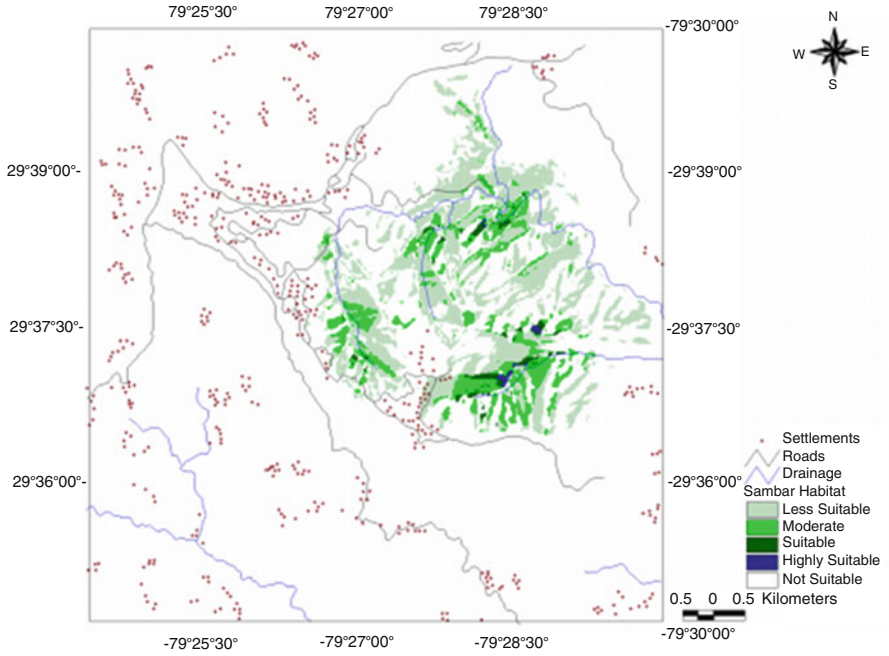 79°25'30° 79°27'00° 79°28'30° -79°30'00°
N
W E
S
29°39'00°- -29°39'00°
29°37'50°- -29°37'50°
29°36'00°- -29°36'00°
Settlements
Roads
Drainage
Sambar Habitat
Less Suitable
Moderate
Suitable
Highly Suitable
Not Suitable
0.5 0 0.5 Kilometers
-79°25'30° -79°27'00° -79°28'30° -79°30'00°